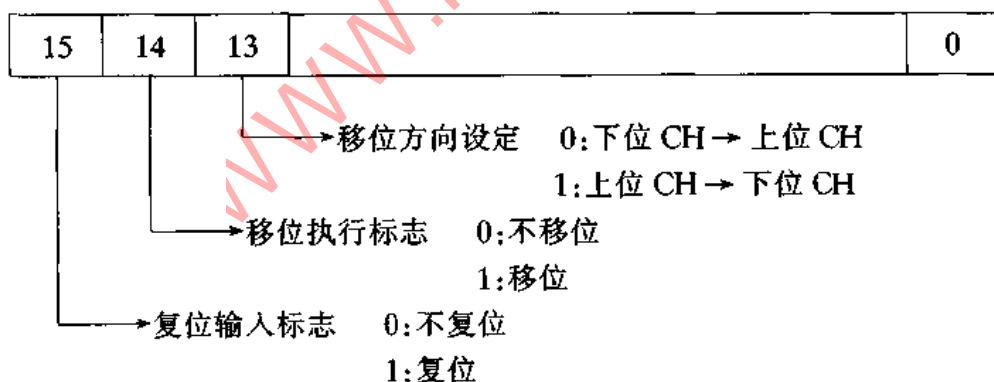 15 14 13 0
移位方向设定 0:下位 CH→上位 CH
1:上位 CH→下位 CH
移位执行标志 0:不移位
1:移位
复位输入标志 0:不复位
1:复位
WWW.